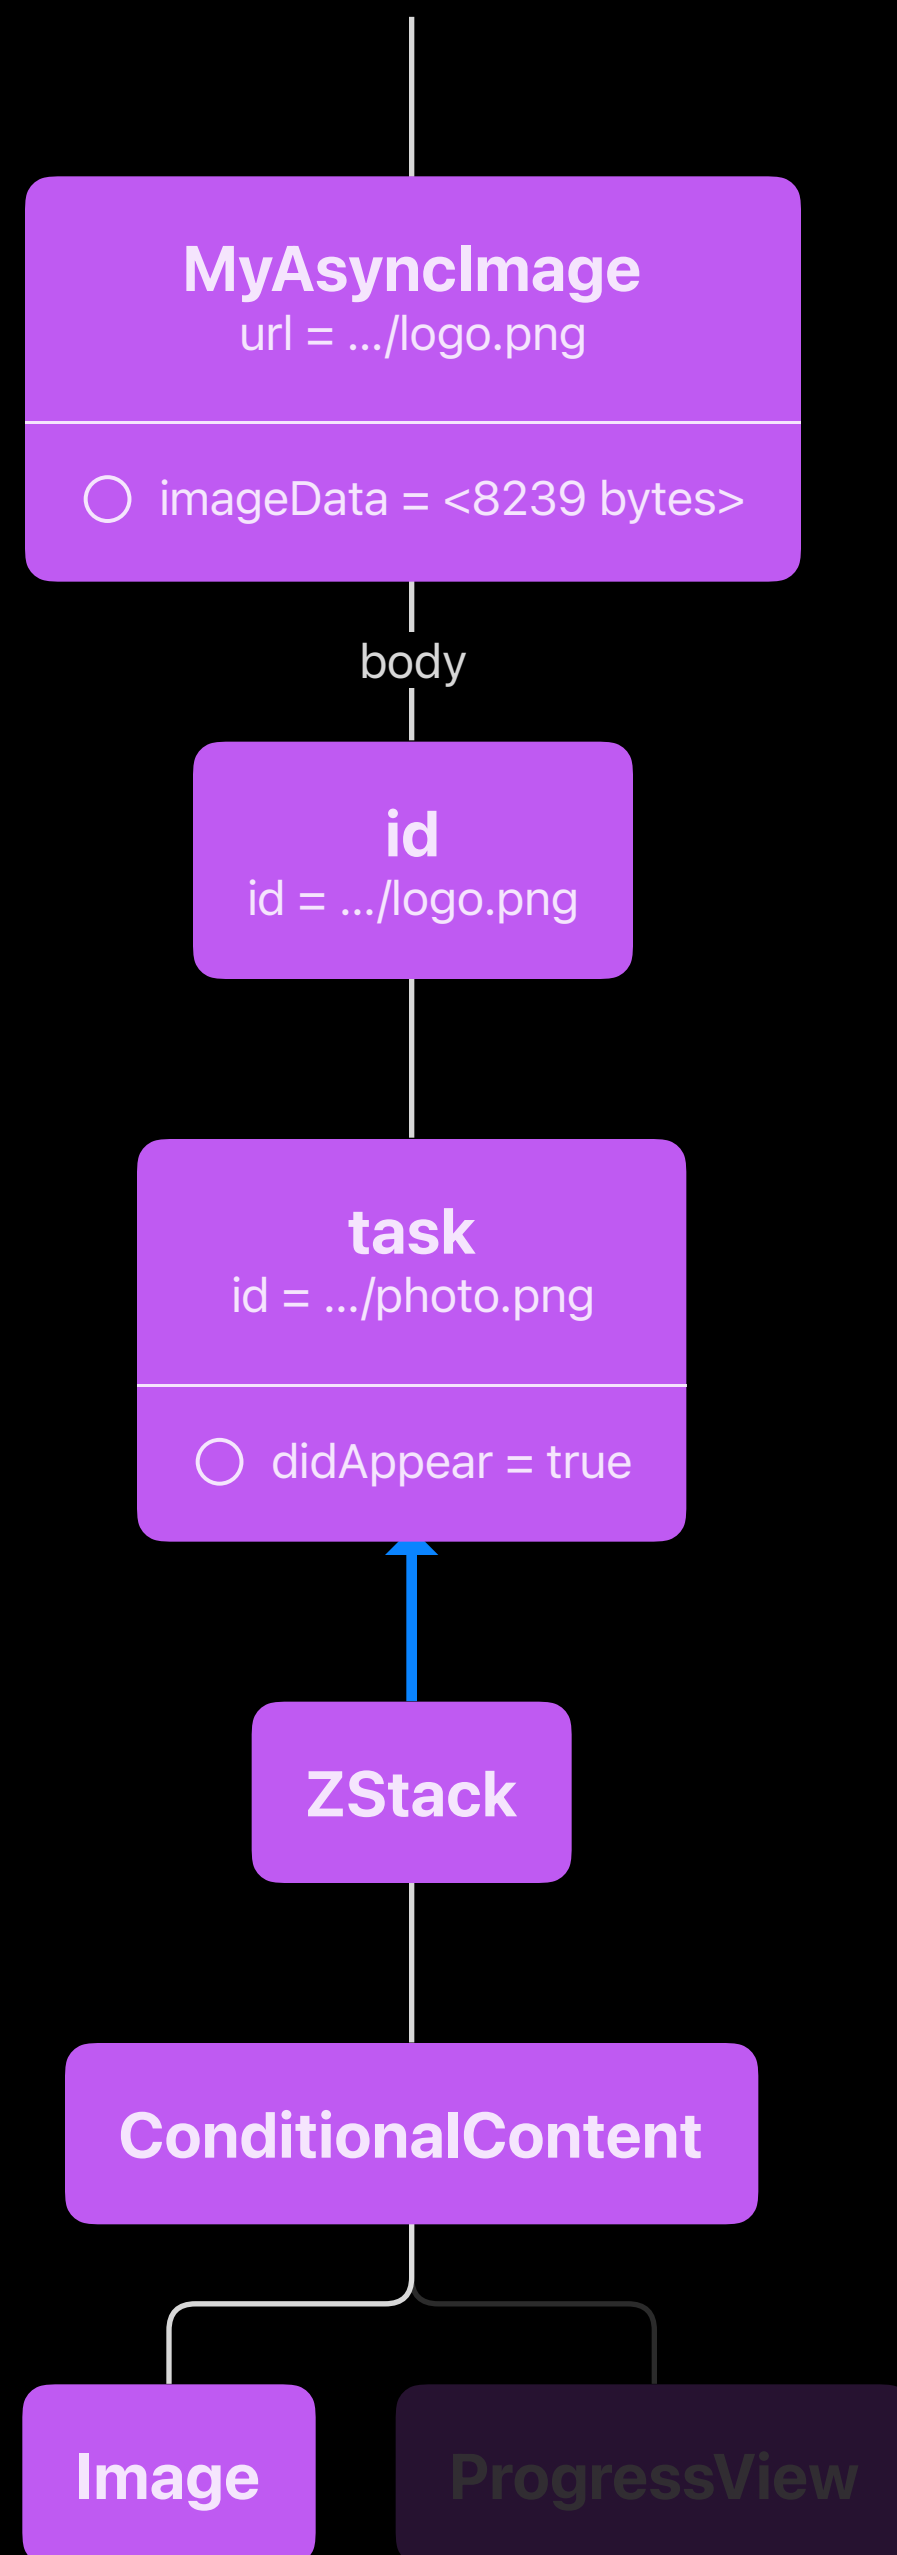 MyAsyncImage
url = .../logo.png
imageData = <8239 bytes>
body
id
id = .../logo.png
task
id = .../photo.png
didAppear = true
ZStack
ConditionalContent
Image
ProgressView